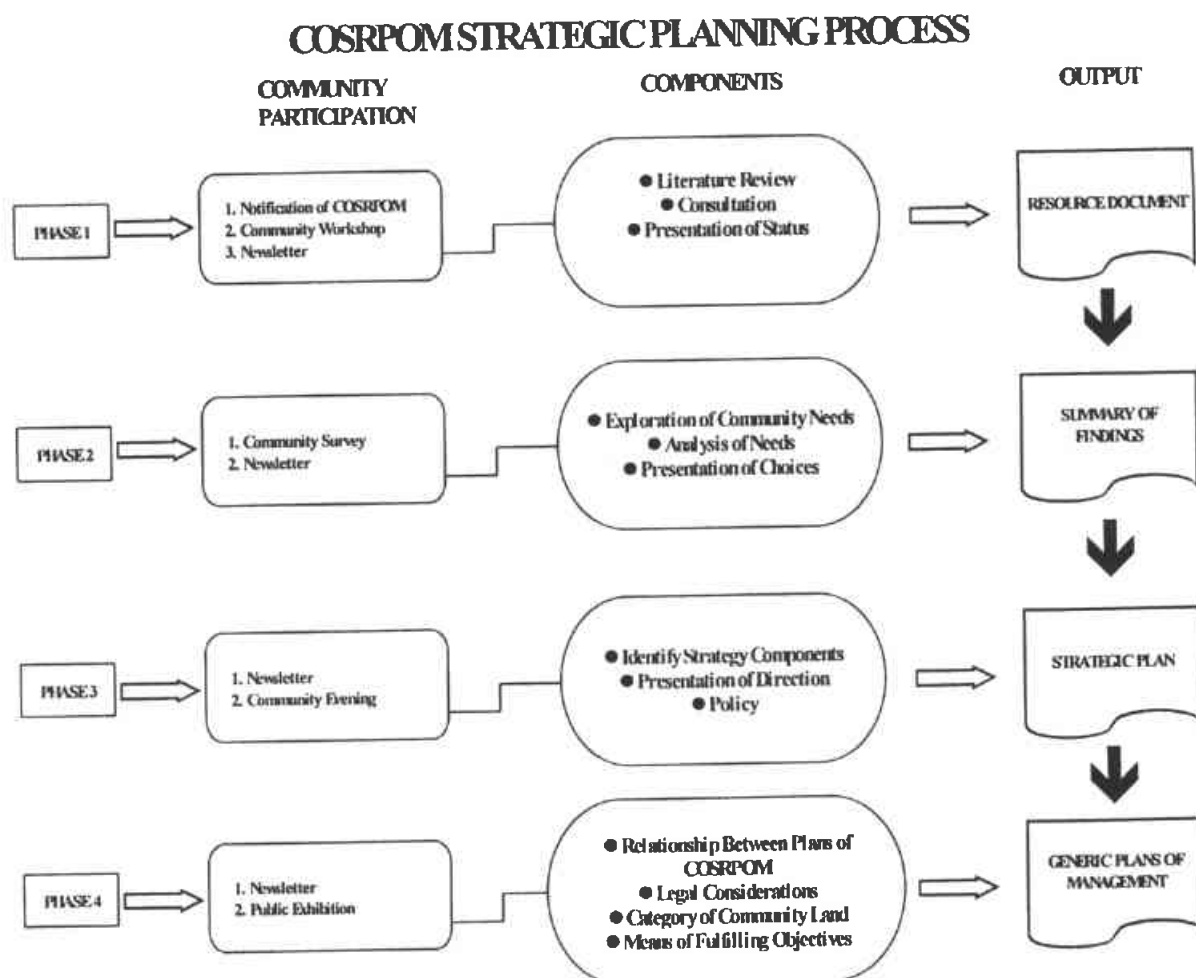 COSRPOM STRATEGIC PLANNING PROCESS
COMMUNITY
PARTICIPATION
COMPONENTS
OUTPUT
PHASE 1
1. Notification of COSRPOM
2. Community Workshop
3. Newsletter
● Literature Review
● Consultation
● Presentation of Status
RESOURCE DOCUMENT
PHASE 2
1. Community Survey
2. Newsletter
● Exploration of Community Needs
● Analysis of Needs
● Presentation of Choices
SUMMARY OF
FINDINGS
PHASE 3
1. Newsletter
2. Community Evening
● Identify Strategy Components
● Presentation of Direction
● Policy
STRATEGIC PLAN
PHASE 4
1. Newsletter
2. Public Exhibition
● Relationship Between Plans of
COSRPOM
● Legal Considerations
● Category of Community Land
● Means of Fulfilling Objectives
GENERIC PLANS OF
MANAGEMENT